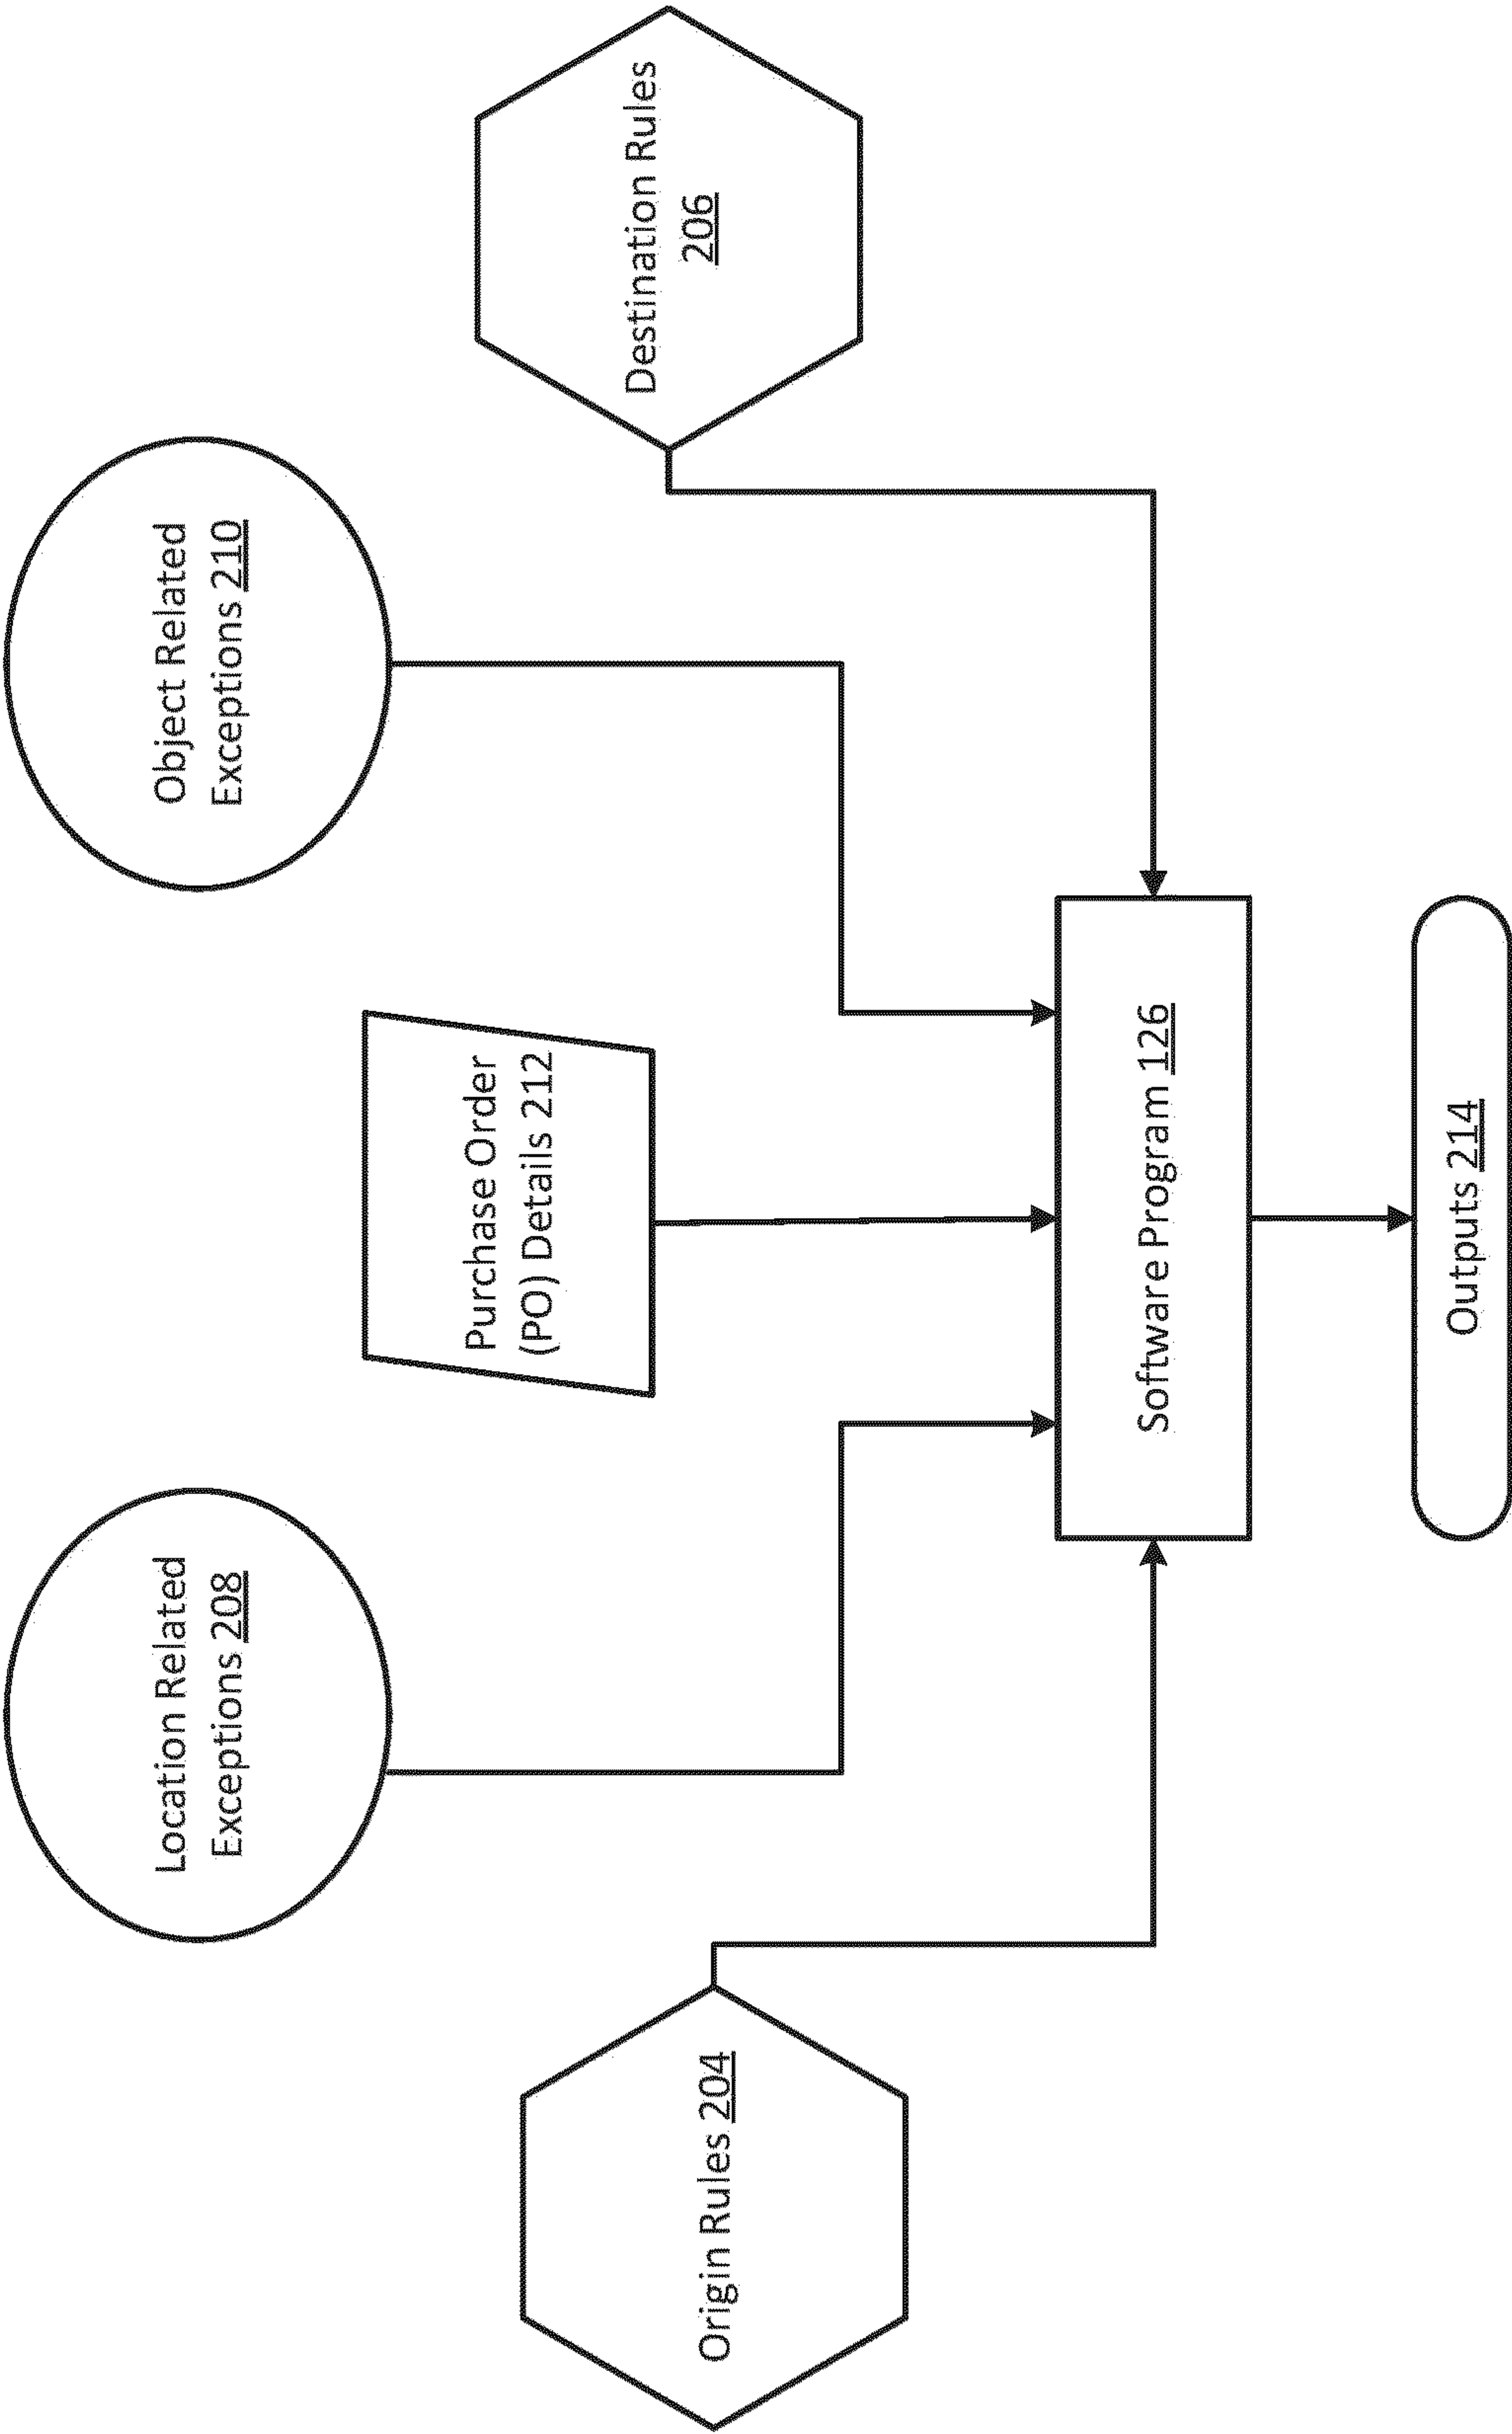 Location Related
Exceptions 208
Object Related
Exceptions 210
Purchase Order
(PO) Details 212
Origin Rules 204
Destination Rules
206
Software Program 126
Outputs 214